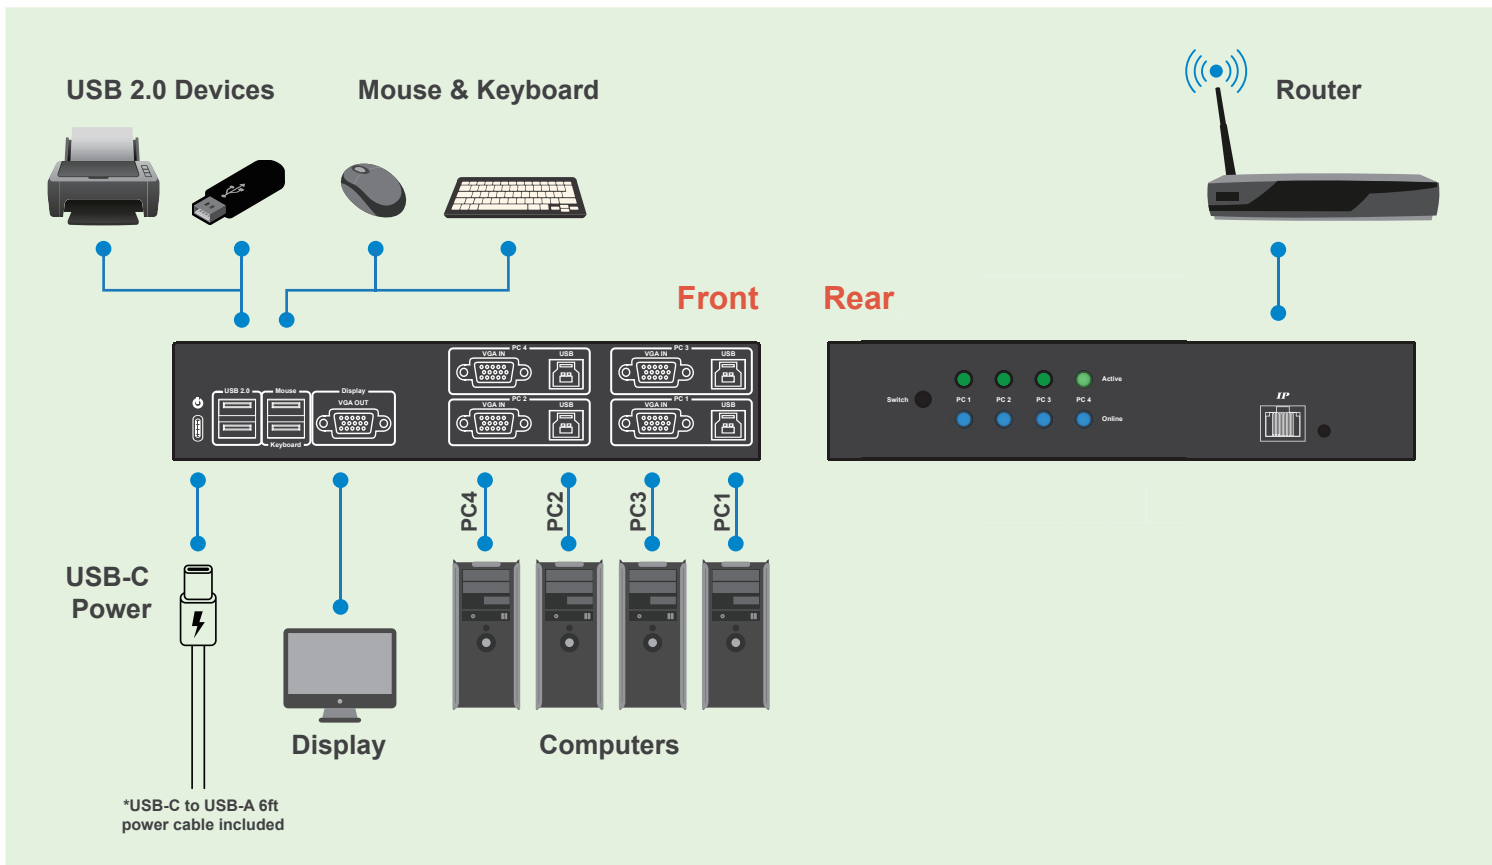 USB 2.0 Devices
Mouse & Keyboard
Router
Front
Rear
PC 4
VGA IN
USB
PC 3
VGA IN
USB
USB 2.0
Mouse
Display
VGA OUT
Keyboard
PC 2
VGA IN
USB
PC 1
VGA IN
USB
Switch
PC 1
PC 2
PC 3
PC 4
Active
Online
IP
PC4
PC2
PC3
PC1
USB-C
Power
Display
Computers
*USB-C to USB-A 6ft
power cable included